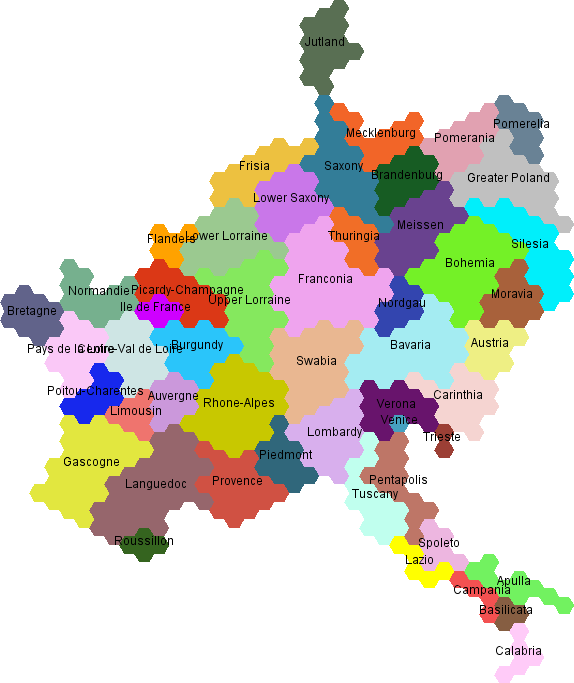 Jutland
Pomerelia
Mecklenburg
Pomerania
Frisia
Saxony
Brandenburg
Greater Poland
Lower Saxony
Meissen
Flanders
Lower Lorraine
Thuringia
Silesia
Bohemia
Franconia
Normandie
Picardy-Champagne
Moravia
Bretagne
Ile de France
Upper Lorraine
Nordgau
Pays de la Loire
Centre-Val de Loire
Burgundy
Bavaria
Austria
Swabia
Poitou-Charentes
Auvergne
Rhone-Alpes
Carinthia
Limousin
Verona
Venice
Lombardy
Trieste
Gascogne
Piedmont
Languedoc
Provence
Pentapolis
Tuscany
Roussillon
Spoleto
Lazio
Apulla
Campania
Basilicata
Calabria